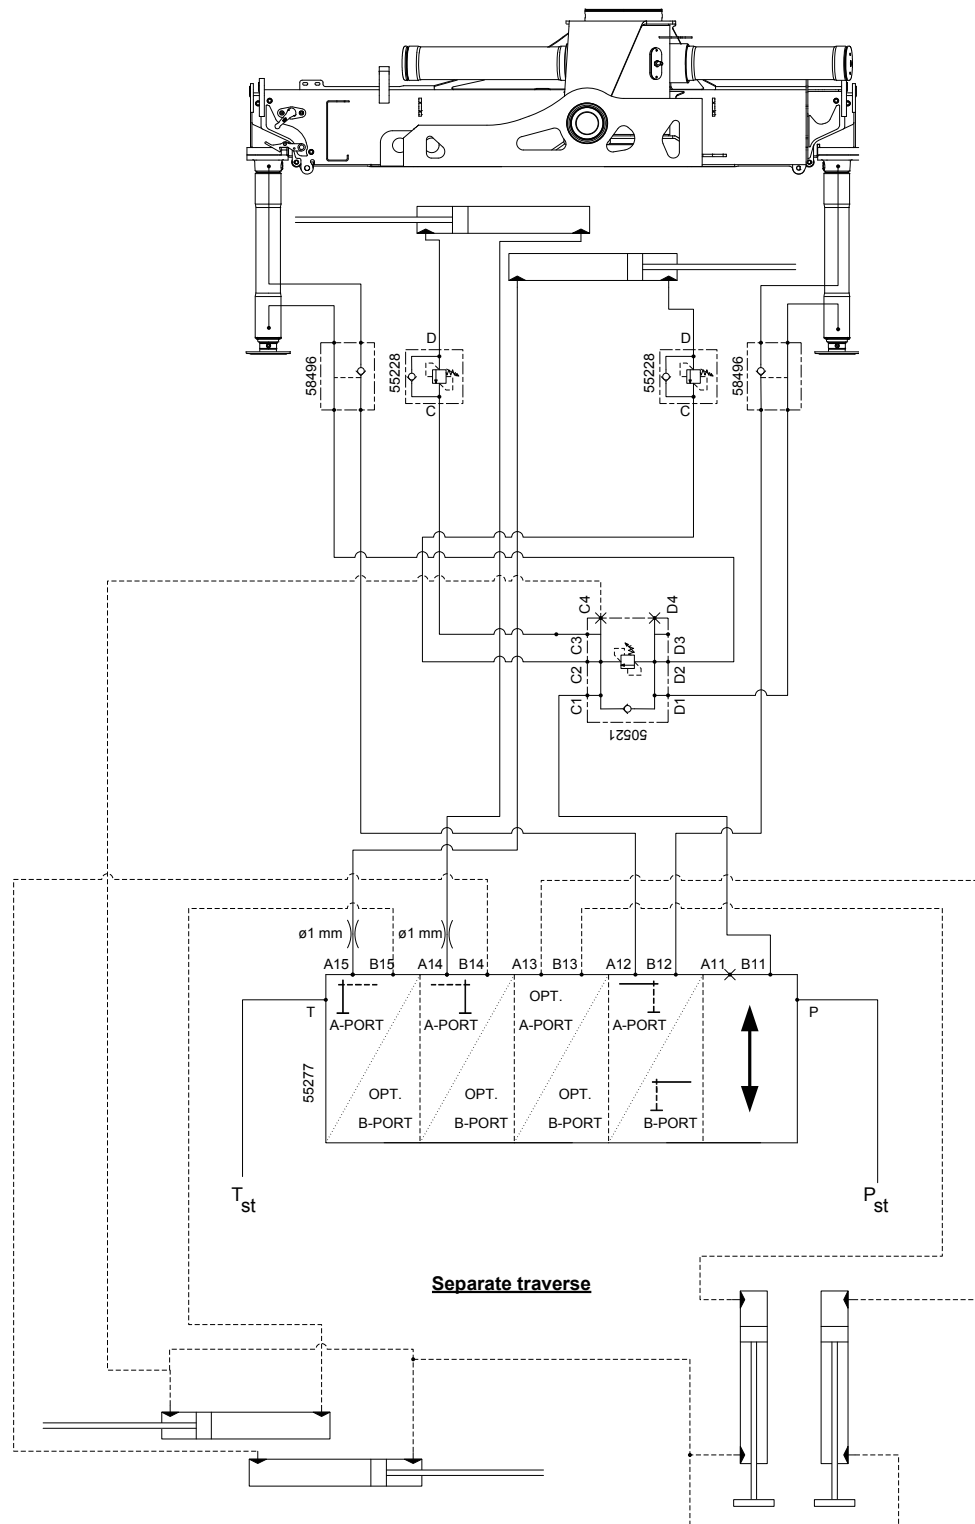 D
D
58496
55228
55228
58496
C
C
C4
D4
C3
D3
C2
D2
C1
D1
50521
ø1 mm
ø1 mm
A15
B15
A14
B14
A13
B13
A12
B12
A11
B11
T
OPT.
P
A-PORT
A-PORT
A-PORT
A-PORT
55277
OPT.
OPT.
OPT.
B-PORT
B-PORT
B-PORT
B-PORT
Tst
Pst
Separate traverse